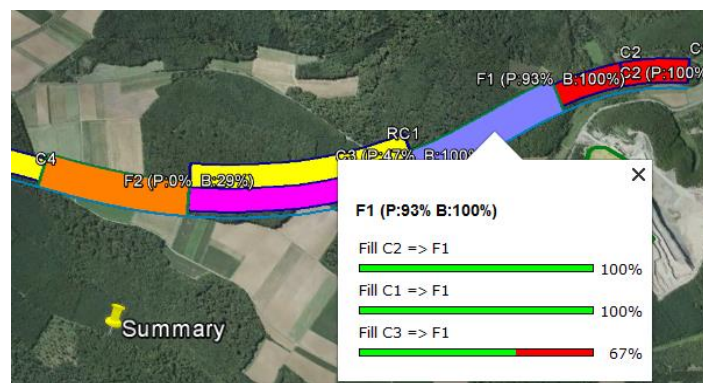 C2
C
F1 (P:93% B:100%)
C2 (P:100%
RC1
C3 (P:47% B:100%
C4
F2 (P:0% B:29%)
×
F1 (P:93% B:100%)
Fill C2 => F1
100%
Fill C1 => F1
100%
Fill C3 => F1
67%
Summary